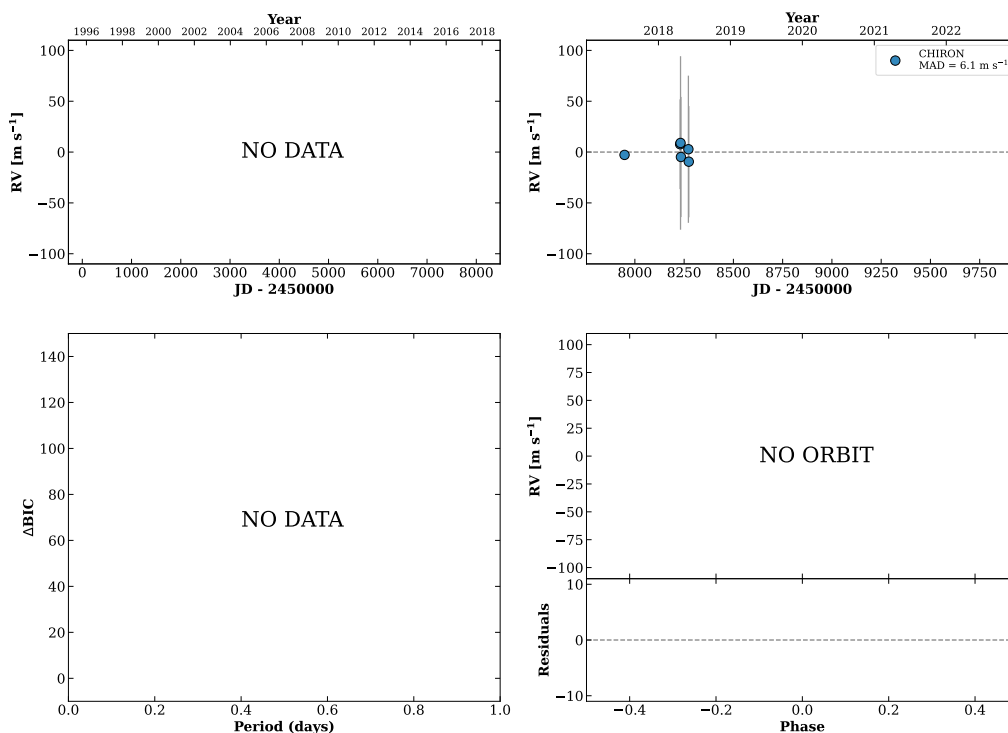 Year
1996 1998 2000 2002 2004 2006 2008 2010 2012 2014 2016 2018
100
50
0
−50
−100
RV [m s⁻¹]
NO DATA
0 1000 2000 3000 4000 5000 6000 7000 8000
JD - 2450000
Year
2018 2019 2020 2021 2022
CHIRON
MAD = 6.1 m s⁻¹
100
50
0
−50
−100
RV [m s⁻¹]
8000 8250 8500 8750 9000 9250 9500 9750
JD - 2450000
140
120
100
80
60
40
20
0
ΔBIC
NO DATA
0.0 0.2 0.4 0.6 0.8 1.0
Period (days)
100
75
50
25
0
−25
−50
−75
−100
RV [m s⁻¹]
NO ORBIT
10
0
−10
Residuals
−0.4 −0.2 0.0 0.2 0.4
Phase